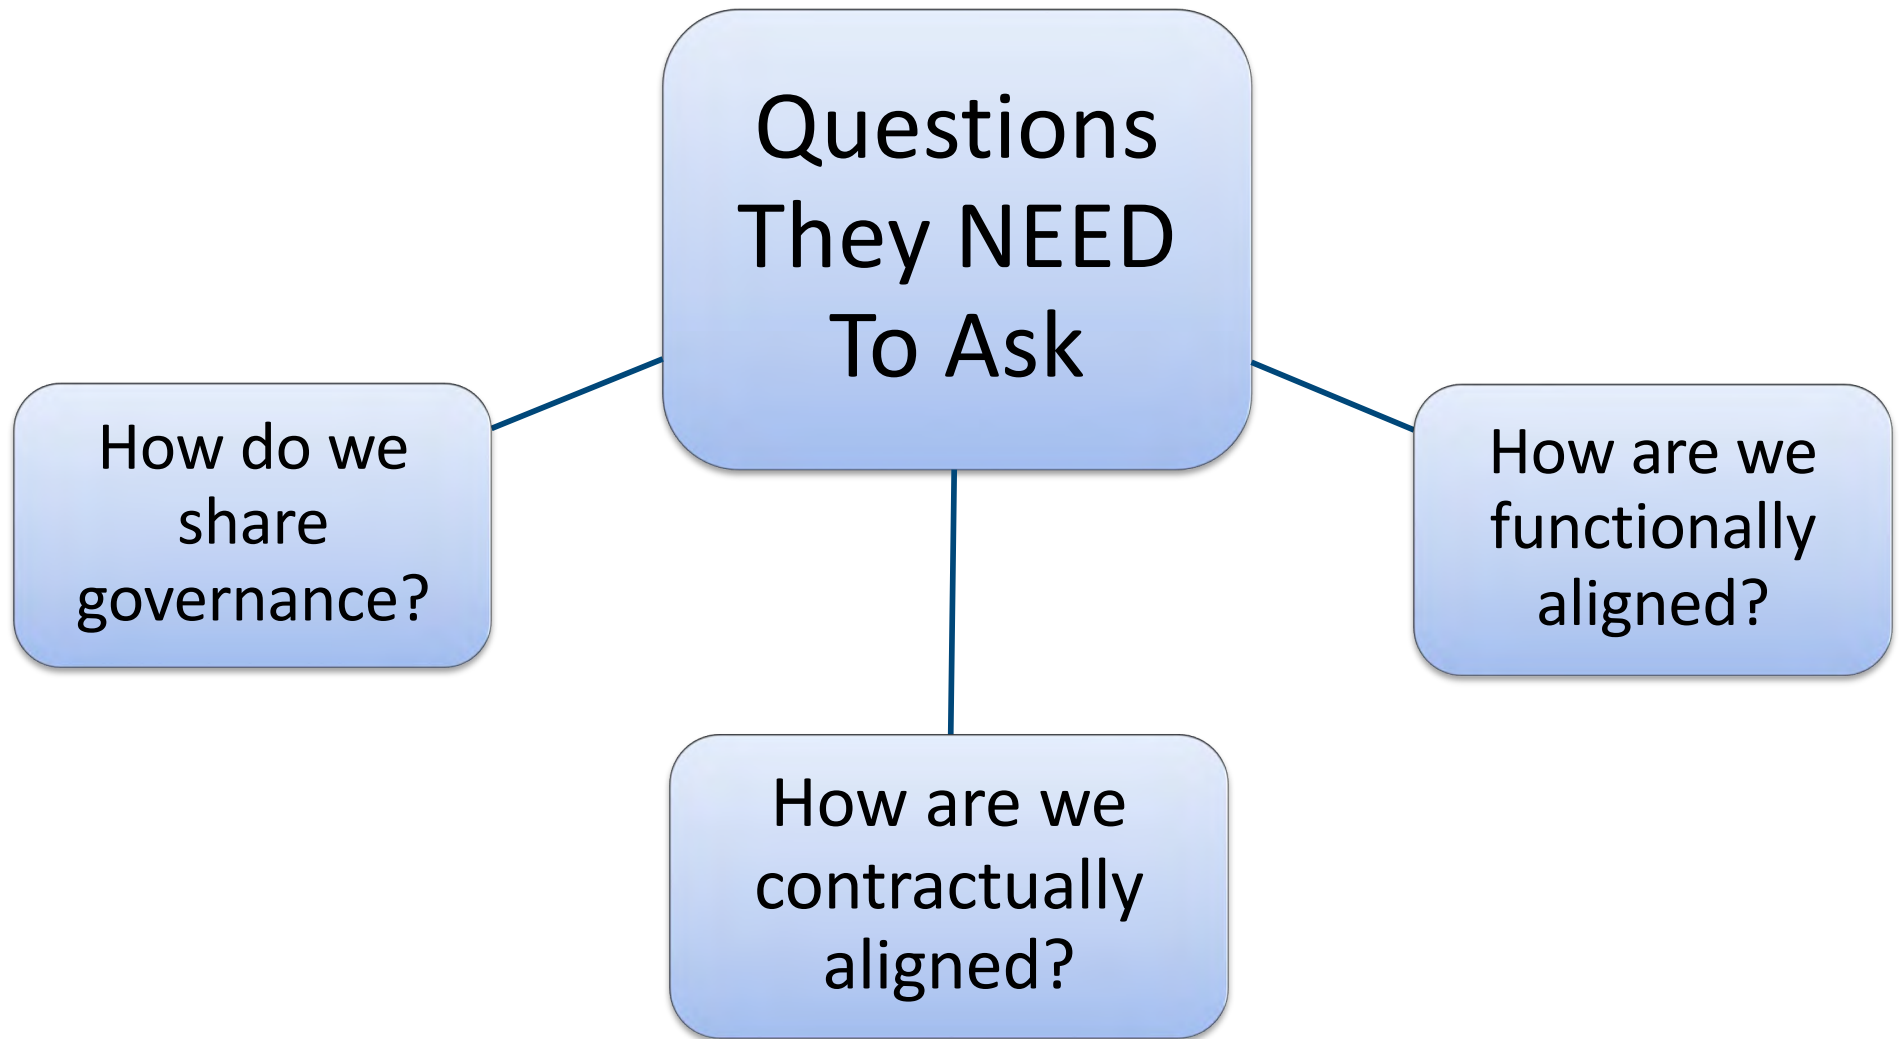 Questions
They NEED
To Ask
How do we
share
governance?
How are we
contractually
aligned?
How are we
functionally
aligned?